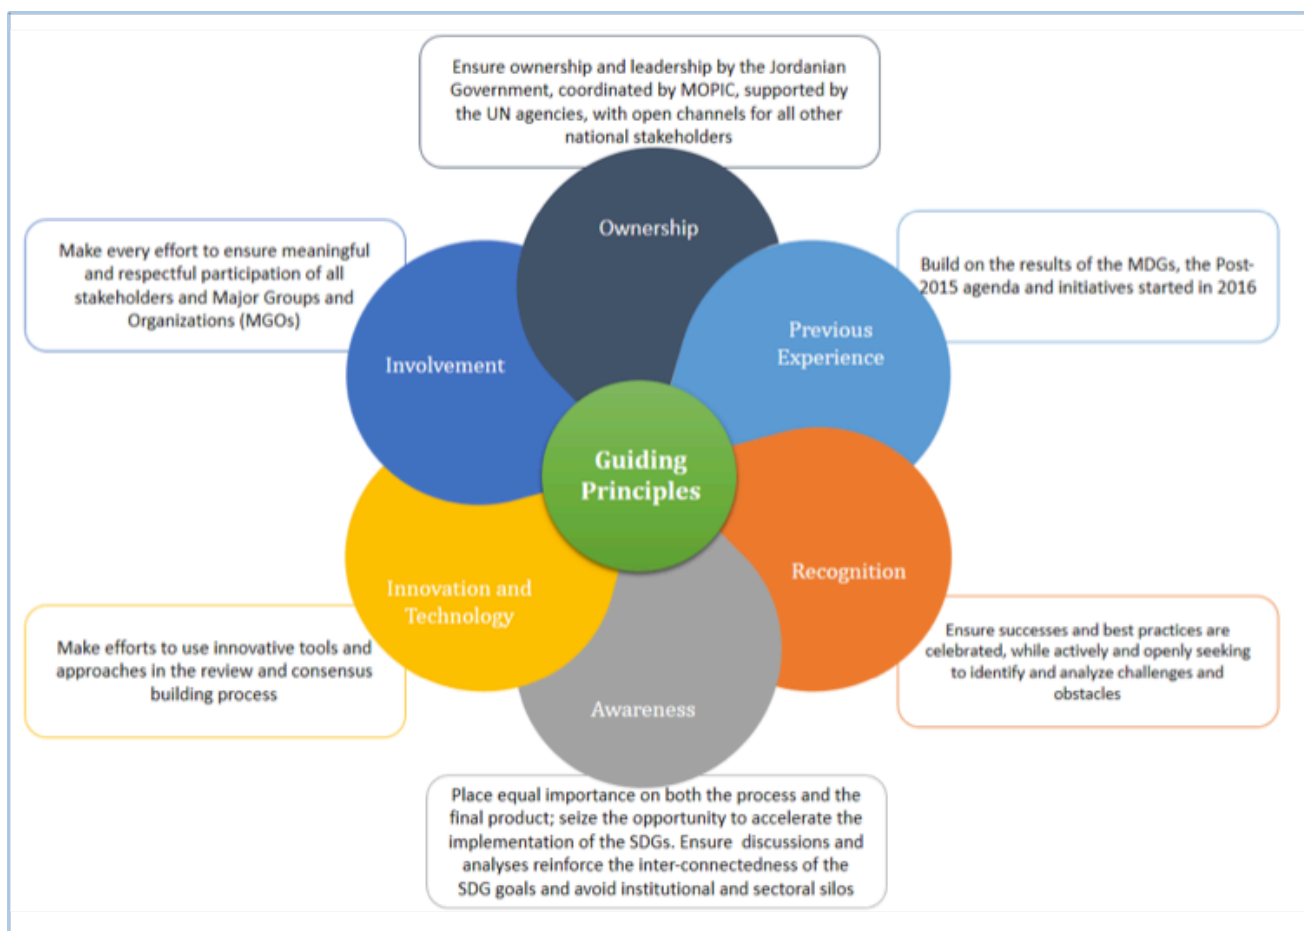 Ensure ownership and leadership by the Jordanian
Government, coordinated by MOPIC, supported by
the UN agencies, with open channels for all other
national stakeholders
Ownership
Make every effort to ensure meaningful
and respectful participation of all
stakeholders and Major Groups and
Organizations (MGOs)
Involvement
Build on the results of the MDGs, the Post-
2015 agenda and initiatives started in 2016
Previous
Experience
Guiding
Principles
Innovation and
Technology
Make efforts to use innovative tools and
approaches in the review and consensus
building process
Recognition
Ensure successes and best practices are
celebrated, while actively and openly seeking
to identify and analyze challenges and
obstacles
Awareness
Place equal importance on both the process and the
final product; seize the opportunity to accelerate the
implementation of the SDGs. Ensure discussions and
analyses reinforce the inter-connectedness of the
SDG goals and avoid institutional and sectoral silos